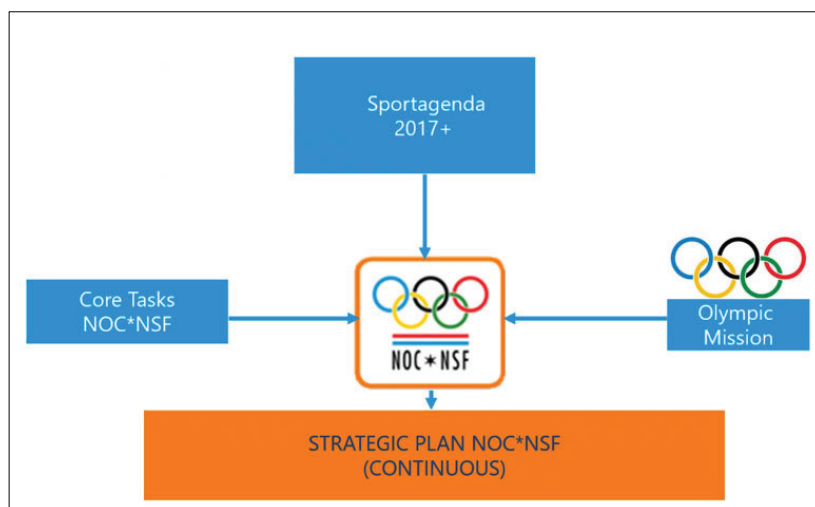 Sportagenda
2017+
Core Tasks
NOC*NSF
NOC*NSF
Olympic
Mission
STRATEGIC PLAN NOC*NSF
(CONTINUOUS)